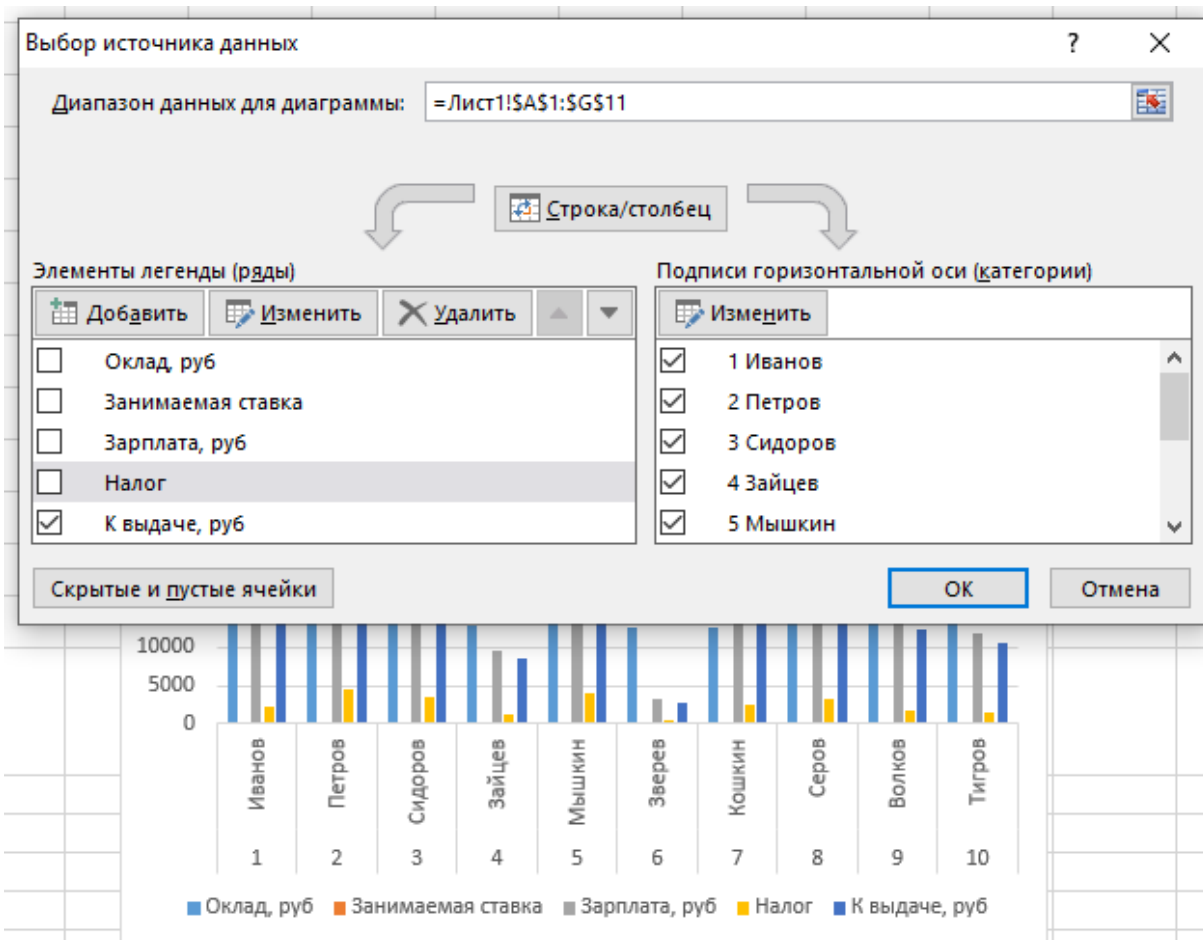 Выбор источника данных ?
Диапазон данных для диаграммы: =Лист1!$A$1:$G$11
Строка/столбец
Элементы легенды (ряды) Подписи горизонтальной оси (категории)
Добавить Изменить Удалить Изменить
Оклад, руб 1 Иванов
Занимаемая ставка 2 Петров
Зарплата, руб 3 Сидоров
Налог 4 Зайцев
К выдаче, руб 5 Мышкин
Скрытые и пустые ячейки ОК Отмена
10000
5000
0
Иванов Петров Сидоров Зайцев Мышкин Зверев Кошкин Серов Волков Тигров
1 2 3 4 5 6 7 8 9 10
Оклад, руб Занимаемая ставка Зарплата, руб Налог К выдаче, руб